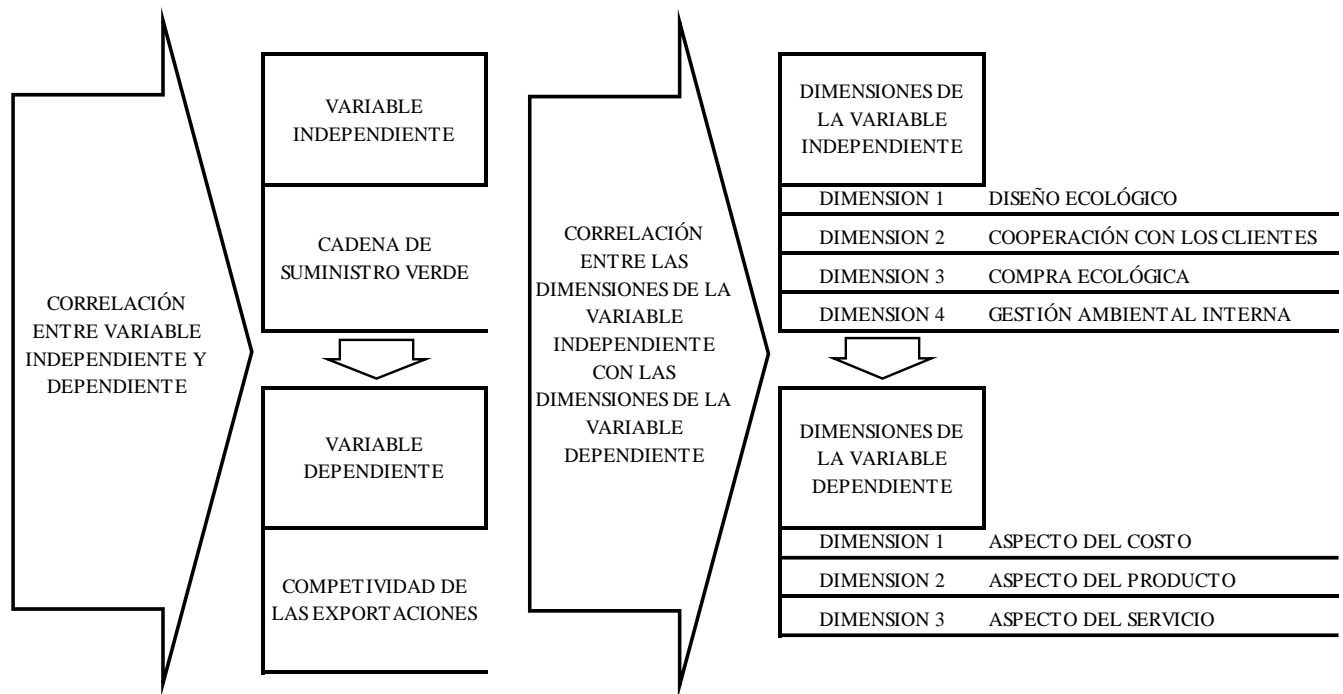 CORRELACIÓN
ENTRE VARIABLE
INDEPENDIENTE Y
DEPENDIENTE
VARIABLE
INDEPENDIENTE
CADENA DE
SUMINISTRO VERDE
VARIABLE
DEPENDIENTE
COMPETIVIDAD DE
LAS EXPORTACIONES
CORRELACIÓN
ENTRE LAS
DIMENSIONES DE LA
VARIABLE
INDEPENDIENTE
CON LAS
DIMENSIONES DE LA
VARIABLE
DEPENDIENTE
DIMENSIONES DE
LA VARIABLE
INDEPENDIENTE
DIMENSION 1 DISEÑO ECOLÓGICO
DIMENSION 2 COOPERACIÓN CON LOS CLIENTES
DIMENSION 3 COMPRA ECOLÓGICA
DIMENSION 4 GESTIÓN AMBIENTAL INTERNA
DIMENSIONES DE
LA VARIABLE
DEPENDIENTE
DIMENSION 1 ASPECTO DEL COSTO
DIMENSION 2 ASPECTO DEL PRODUCTO
DIMENSION 3 ASPECTO DEL SERVICIO